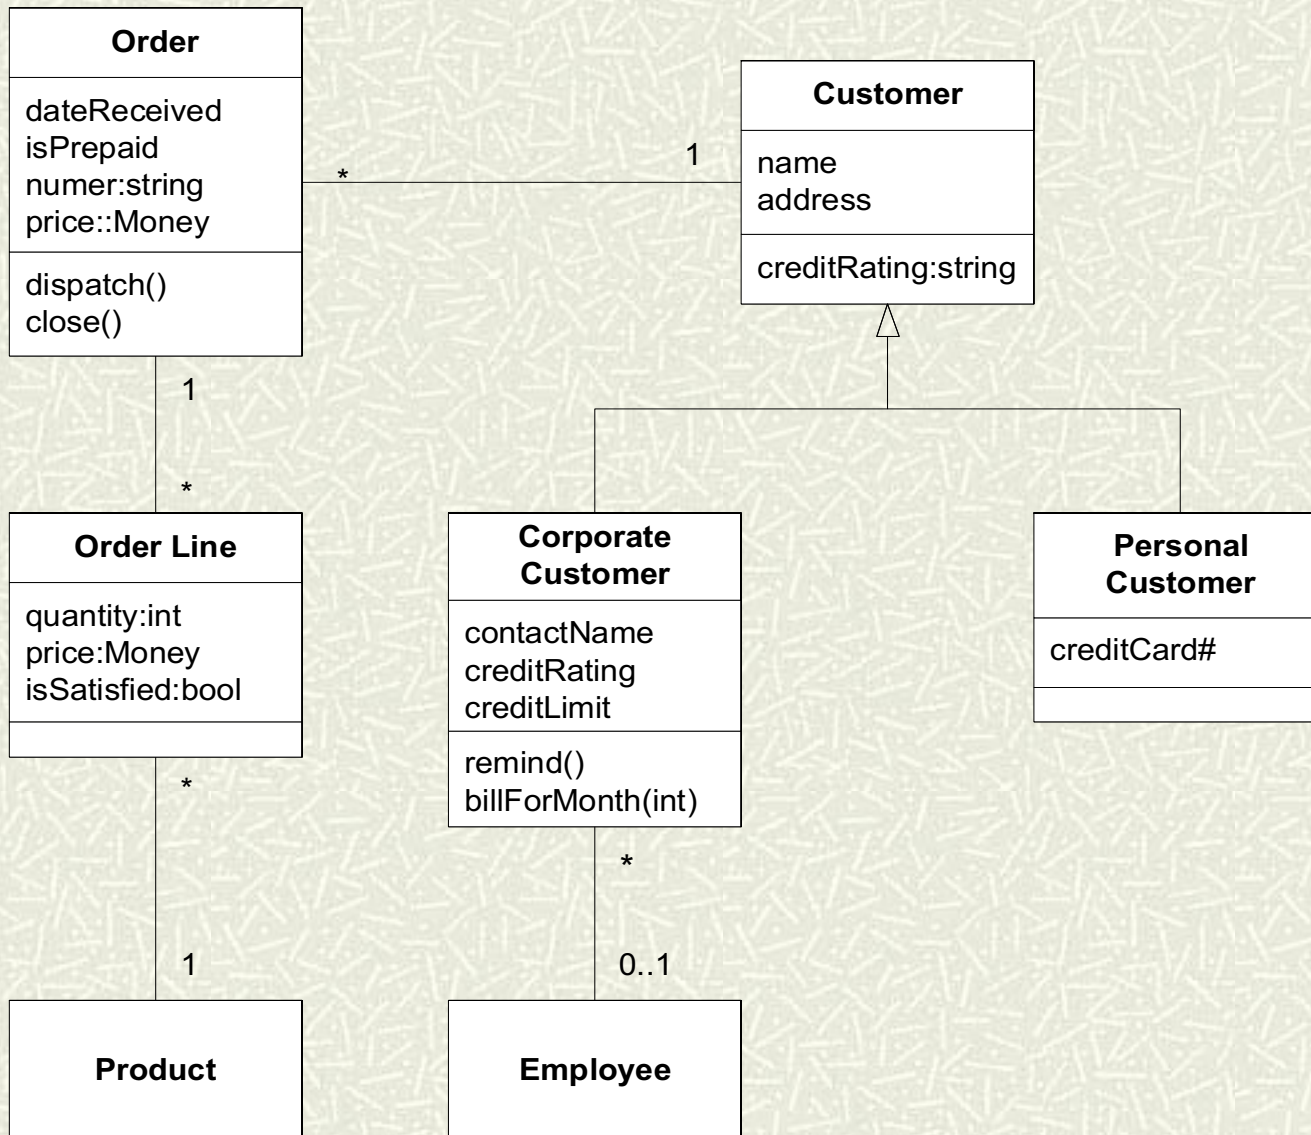 Order
dateReceived
isPrepaid
numer:string
price::Money
dispatch()
close()
*
1
Customer
name
address
creditRating:string
1
*
Order Line
quantity:int
price:Money
isSatisfied:bool
*
1
Product
Corporate
Customer
contactName
creditRating
creditLimit
remind()
billForMonth(int)
*
0..1
Employee
Personal
Customer
creditCard#